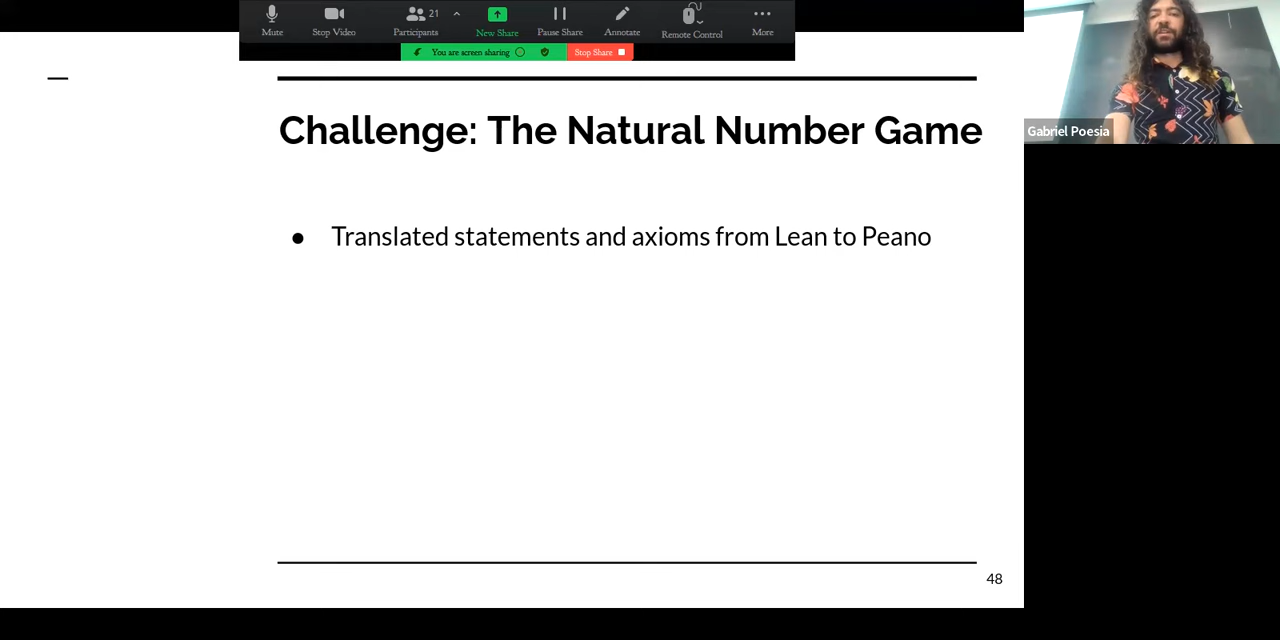 Mute
Stop Video
Participants
21
New Share
Pause Share
Annotate
Remote Control
More
You are screen sharing
Stop Share
Gabriel Poesia
Challenge: The Natural Number Game
● Translated statements and axioms from Lean to Peano
48